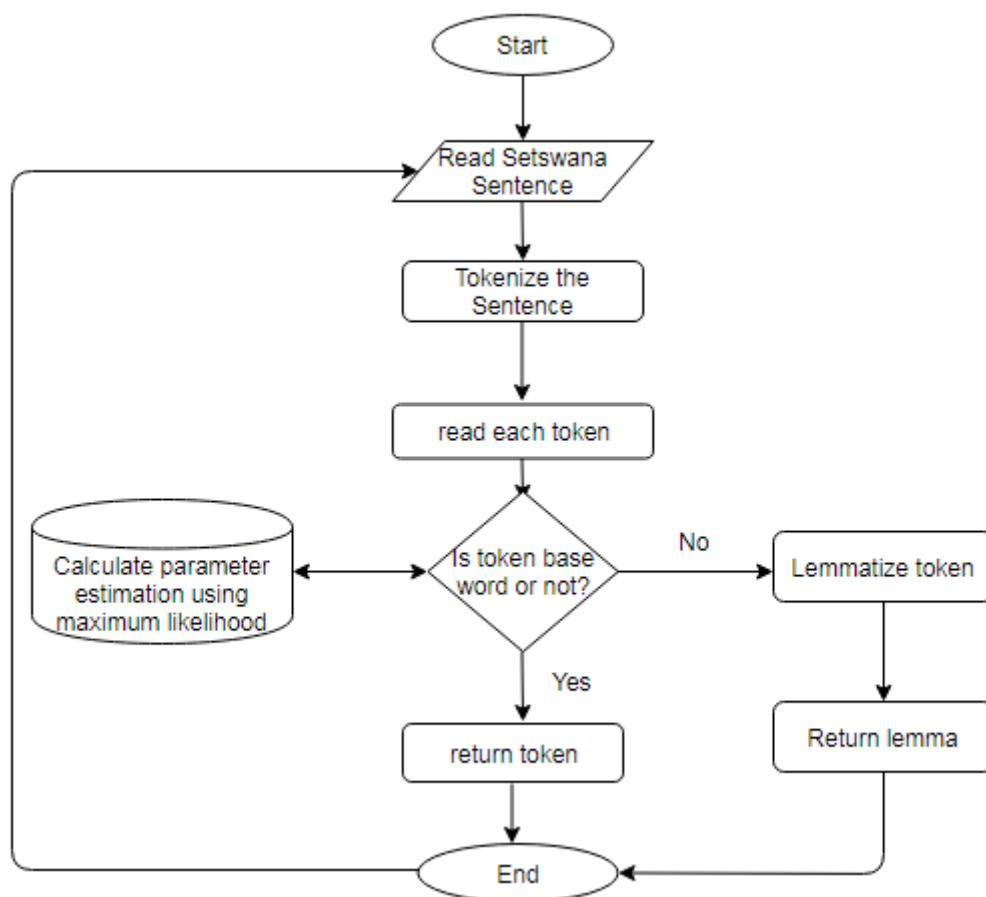 Start
Read Setswana
Sentence
Tokenize the
Sentence
read each token
Is token base
word or not?
No
Lemmatize token
Calculate parameter
estimation using
maximum likelihood
Yes
return token
Return lemma
End